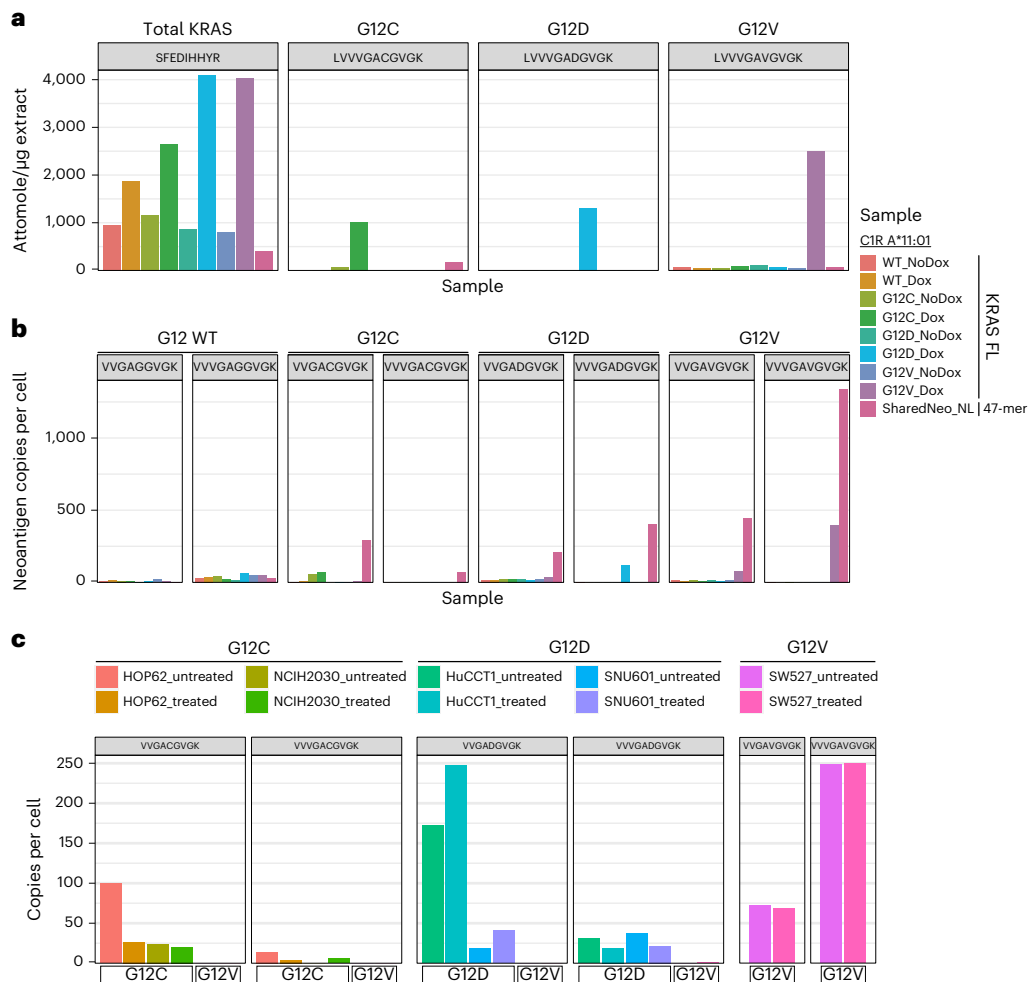 a
Total KRAS G12C G12D G12V
SFEDIHHYR LVVVGACGVGK LVVVGADGVGK LVVVGAVGVGK
Attomole/µg extract
4,000
3,000
2,000
1,000
0
Sample
Sample
C1R A*11:01
WT_NoDox
WT_Dox
G12C_NoDox
G12C_Dox
G12D_NoDox
G12D_Dox
G12V_NoDox
G12V_Dox
KRAS FL
SharedNeo_NL 47-mer
b
G12 WT G12C G12D G12V
VVGAGGVGK VVVGAGGVGK VVGACGVGK VVVGACGVGK VVGADGVGK VVVGADGVGK VVGAVGVGK VVVGAVGVGK
Neoantigen copies per cell
1,000
500
0
Sample
c
G12C G12D G12V
HOP62_untreated NCIH2030_untreated HuCCT1_untreated SNU601_untreated SW527_untreated
HOP62_treated NCIH2030_treated HuCCT1_treated SNU601_treated SW527_treated
VVGACGVGK VVVGACGVGK VVGADGVGK VVVGADGVGK VVGAVGVGK VVVGAVGVGK
Copies per cell
250
200
150
100
50
0
G12C G12V G12C G12V G12D G12V G12D G12V G12V G12V